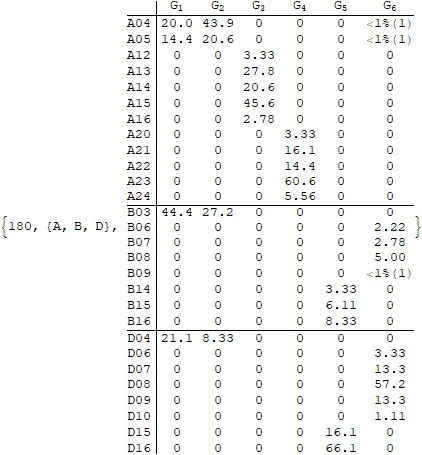 G1 G2 G3 G4 G5 G6
A04 20.0 43.9 0 0 0 <1%(1)
A05 14.4 20.6 0 0 0 <1%(1)
A12 0 0 3.33 0 0 0
A13 0 0 27.8 0 0 0
A14 0 0 20.6 0 0 0
A15 0 0 45.6 0 0 0
A16 0 0 2.78 0 0 0
A20 0 0 0 3.33 0 0
A21 0 0 0 16.1 0 0
A22 0 0 0 14.4 0 0
A23 0 0 0 60.6 0 0
A24 0 0 0 5.56 0 0
B03 44.4 27.2 0 0 0 0
{180, {A, B, D}, B06 0 0 0 0 0 2.22 }
B07 0 0 0 0 0 2.78
B08 0 0 0 0 0 5.00
B09 0 0 0 0 0 <1%(1)
B14 0 0 0 0 3.33 0
B15 0 0 0 0 6.11 0
B16 0 0 0 0 8.33 0
D04 21.1 8.33 0 0 0 0
D06 0 0 0 0 0 3.33
D07 0 0 0 0 0 13.3
D08 0 0 0 0 0 57.2
D09 0 0 0 0 0 13.3
D10 0 0 0 0 0 1.11
D15 0 0 0 0 16.1 0
D16 0 0 0 0 66.1 0